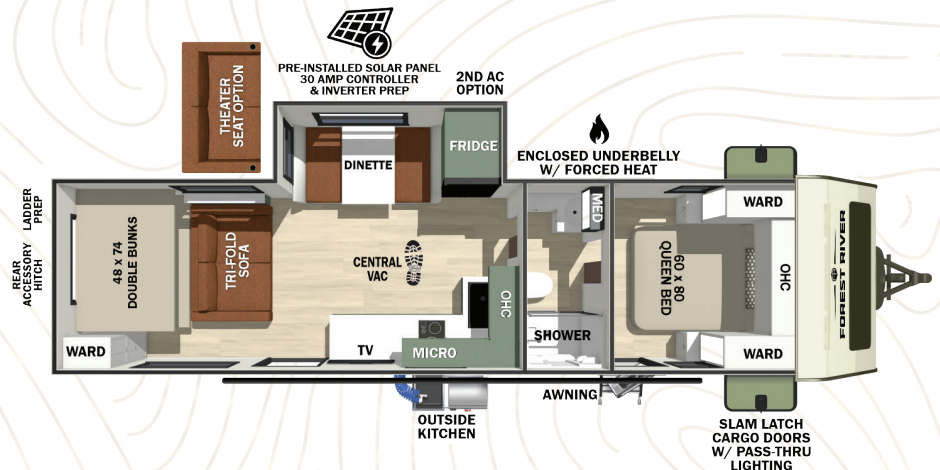 PRE-INSTALLED SOLAR PANEL
30 AMP CONTROLLER
& INVERTER PREP
2ND AC
OPTION
THEATER
SEAT OPTION
DINETTE
FRIDGE
ENCLOSED UNDERBELLY
W/ FORCED HEAT
LADDER
PREP
REAR
ACCESSORY
HITCH
48 x 74
DOUBLE BUNKS
TRI-FOLD
SOFA
CENTRAL
VAC
MED
WARD
60 x 80
QUEEN BED
OHC
FOREST RIVER
OHC
SHOWER
WARD
TV
MICRO
WARD
AWNING
OUTSIDE
KITCHEN
SLAM LATCH
CARGO DOORS
W/ PASS-THRU
LIGHTING